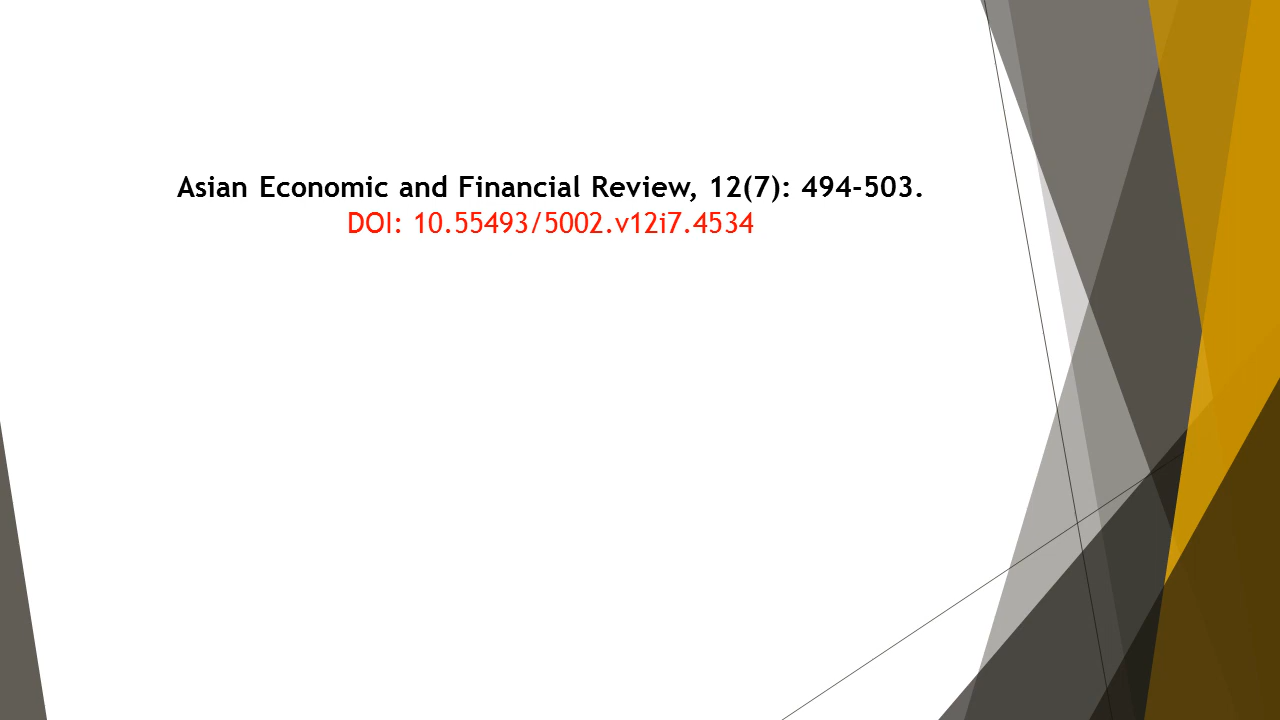 Asian Economic and Financial Review, 12(7): 494-503.
DOI: 10.55493/5002.v12i7.4534